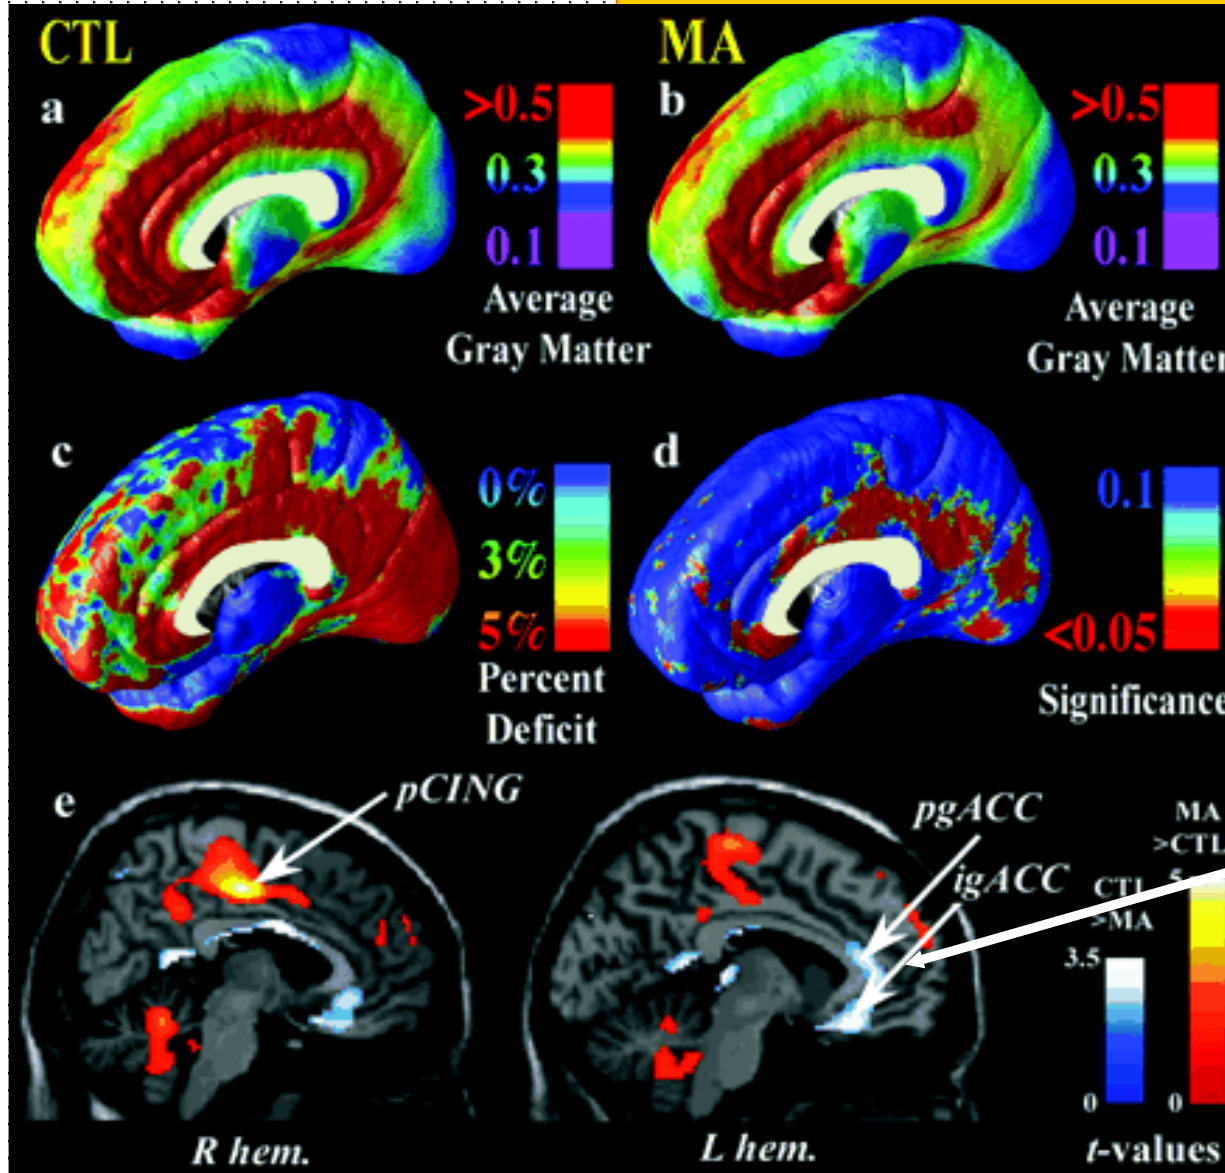 CTL
MA
a
>0.5
0.3
0.1
Average
Gray Matter
b
>0.5
0.3
0.1
Average
Gray Matter
c
0%
3%
5%
Percent
Deficit
d
0.1
<0.05
Significance
e
pCING
pgACC
igACC
MA
>CTL
CTL
>MA
5
3.5
0
0
R hem.
L hem.
t-values